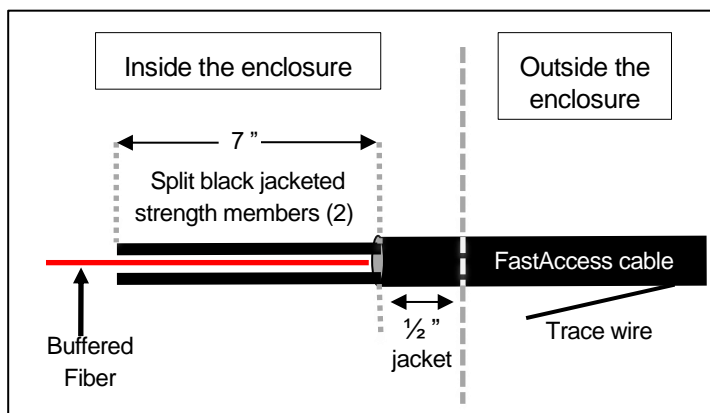 Inside the enclosure
Outside the
enclosure
7 ”
Split black jacketed
strength members (2)
FastAccess cable
½ ”
jacket
Trace wire
Buffered
Fiber